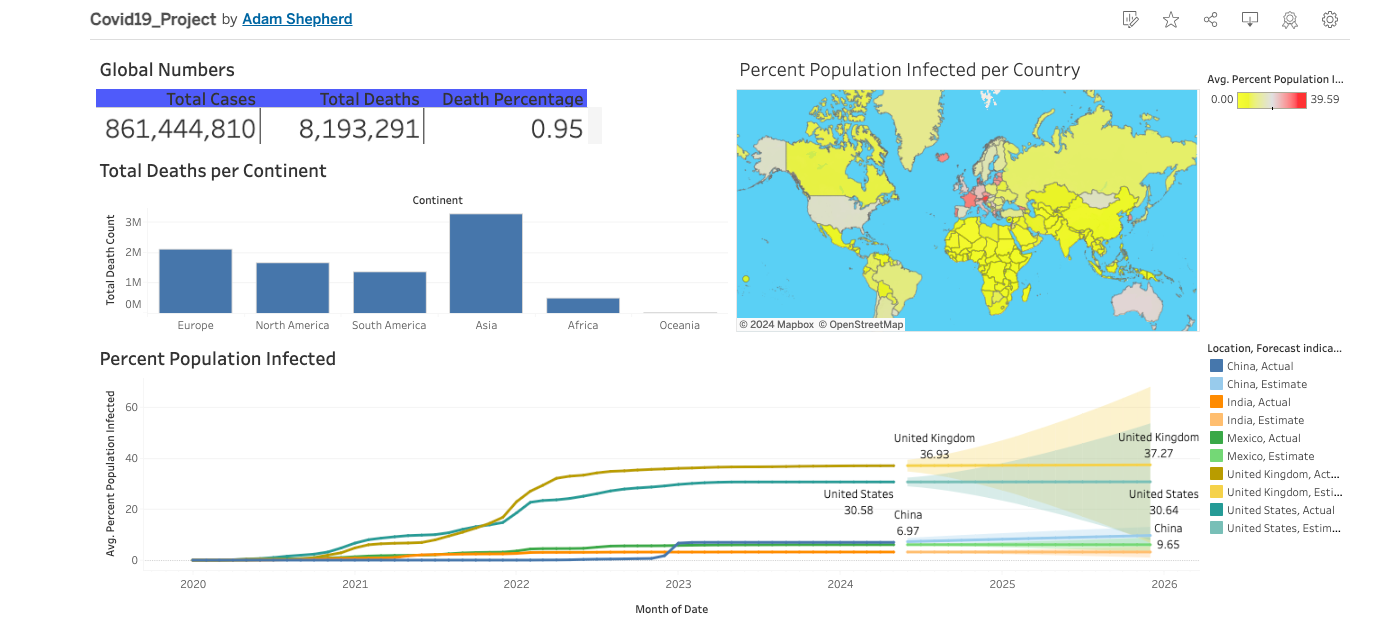 Covid19_Project by Adam Shepherd
Global Numbers
Total Cases Total Deaths Death Percentage
861,444,810 8,193,291 0.95
Total Deaths per Continent
Continent
Total Death Count
3M
2M
1M
0M
Europe North America South America Asia Africa Oceania
Percent Population Infected per Country
© 2024 Mapbox © OpenStreetMap
Avg. Percent Population I...
0.00 39.59
Percent Population Infected
Avg. Percent Population Infected
60
40
20
0
United Kingdom
36.93
United States
30.58
China
6.97
United Kingdom
37.27
United States
30.64
China
9.65
2020 2021 2022 2023 2024 2025 2026
Month of Date
Location, Forecast indica...
China, Actual
China, Estimate
India, Actual
India, Estimate
Mexico, Actual
Mexico, Estimate
United Kingdom, Act...
United Kingdom, Esti...
United States, Actual
United States, Estim...